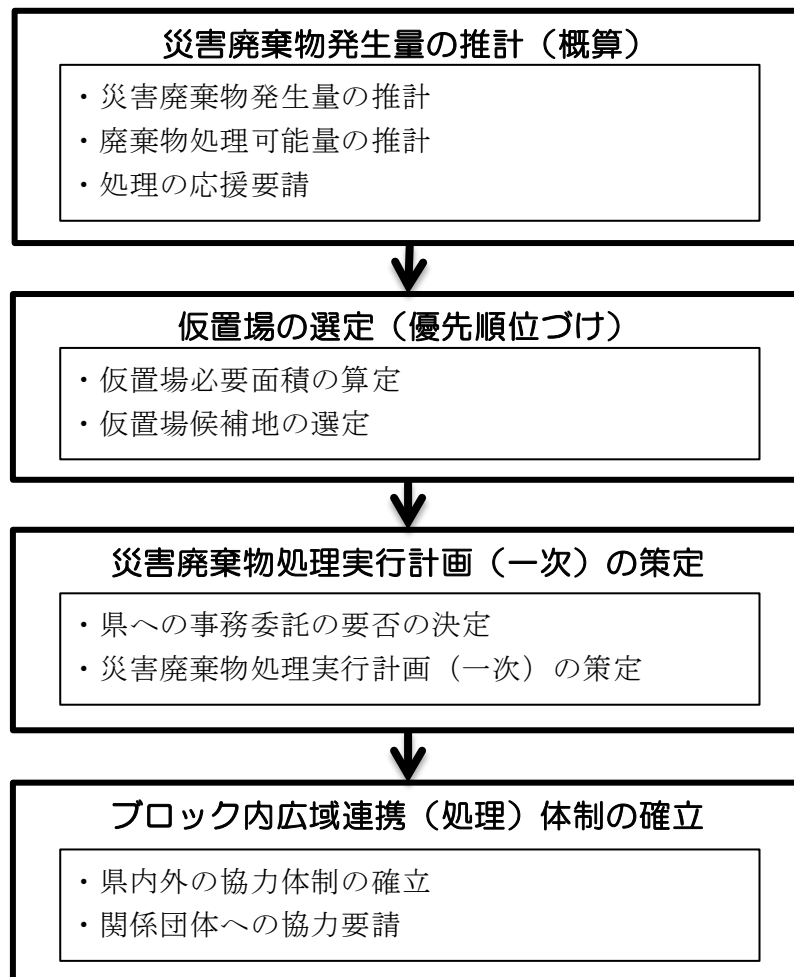 災害廃棄物発生量の推計（概算）
・災害廃棄物発生量の推計
・廃棄物処理可能量の推計
・処理の応援要請
仮置場の選定（優先順位づけ）
・仮置場必要面積の算定
・仮置場候補地の選定
災害廃棄物処理実行計画（一次）の策定
・県への事務委託の要否の決定
・災害廃棄物処理実行計画（一次）の策定
ブロック内広域連携（処理）体制の確立
・県内外の協力体制の確立
・関係団体への協力要請